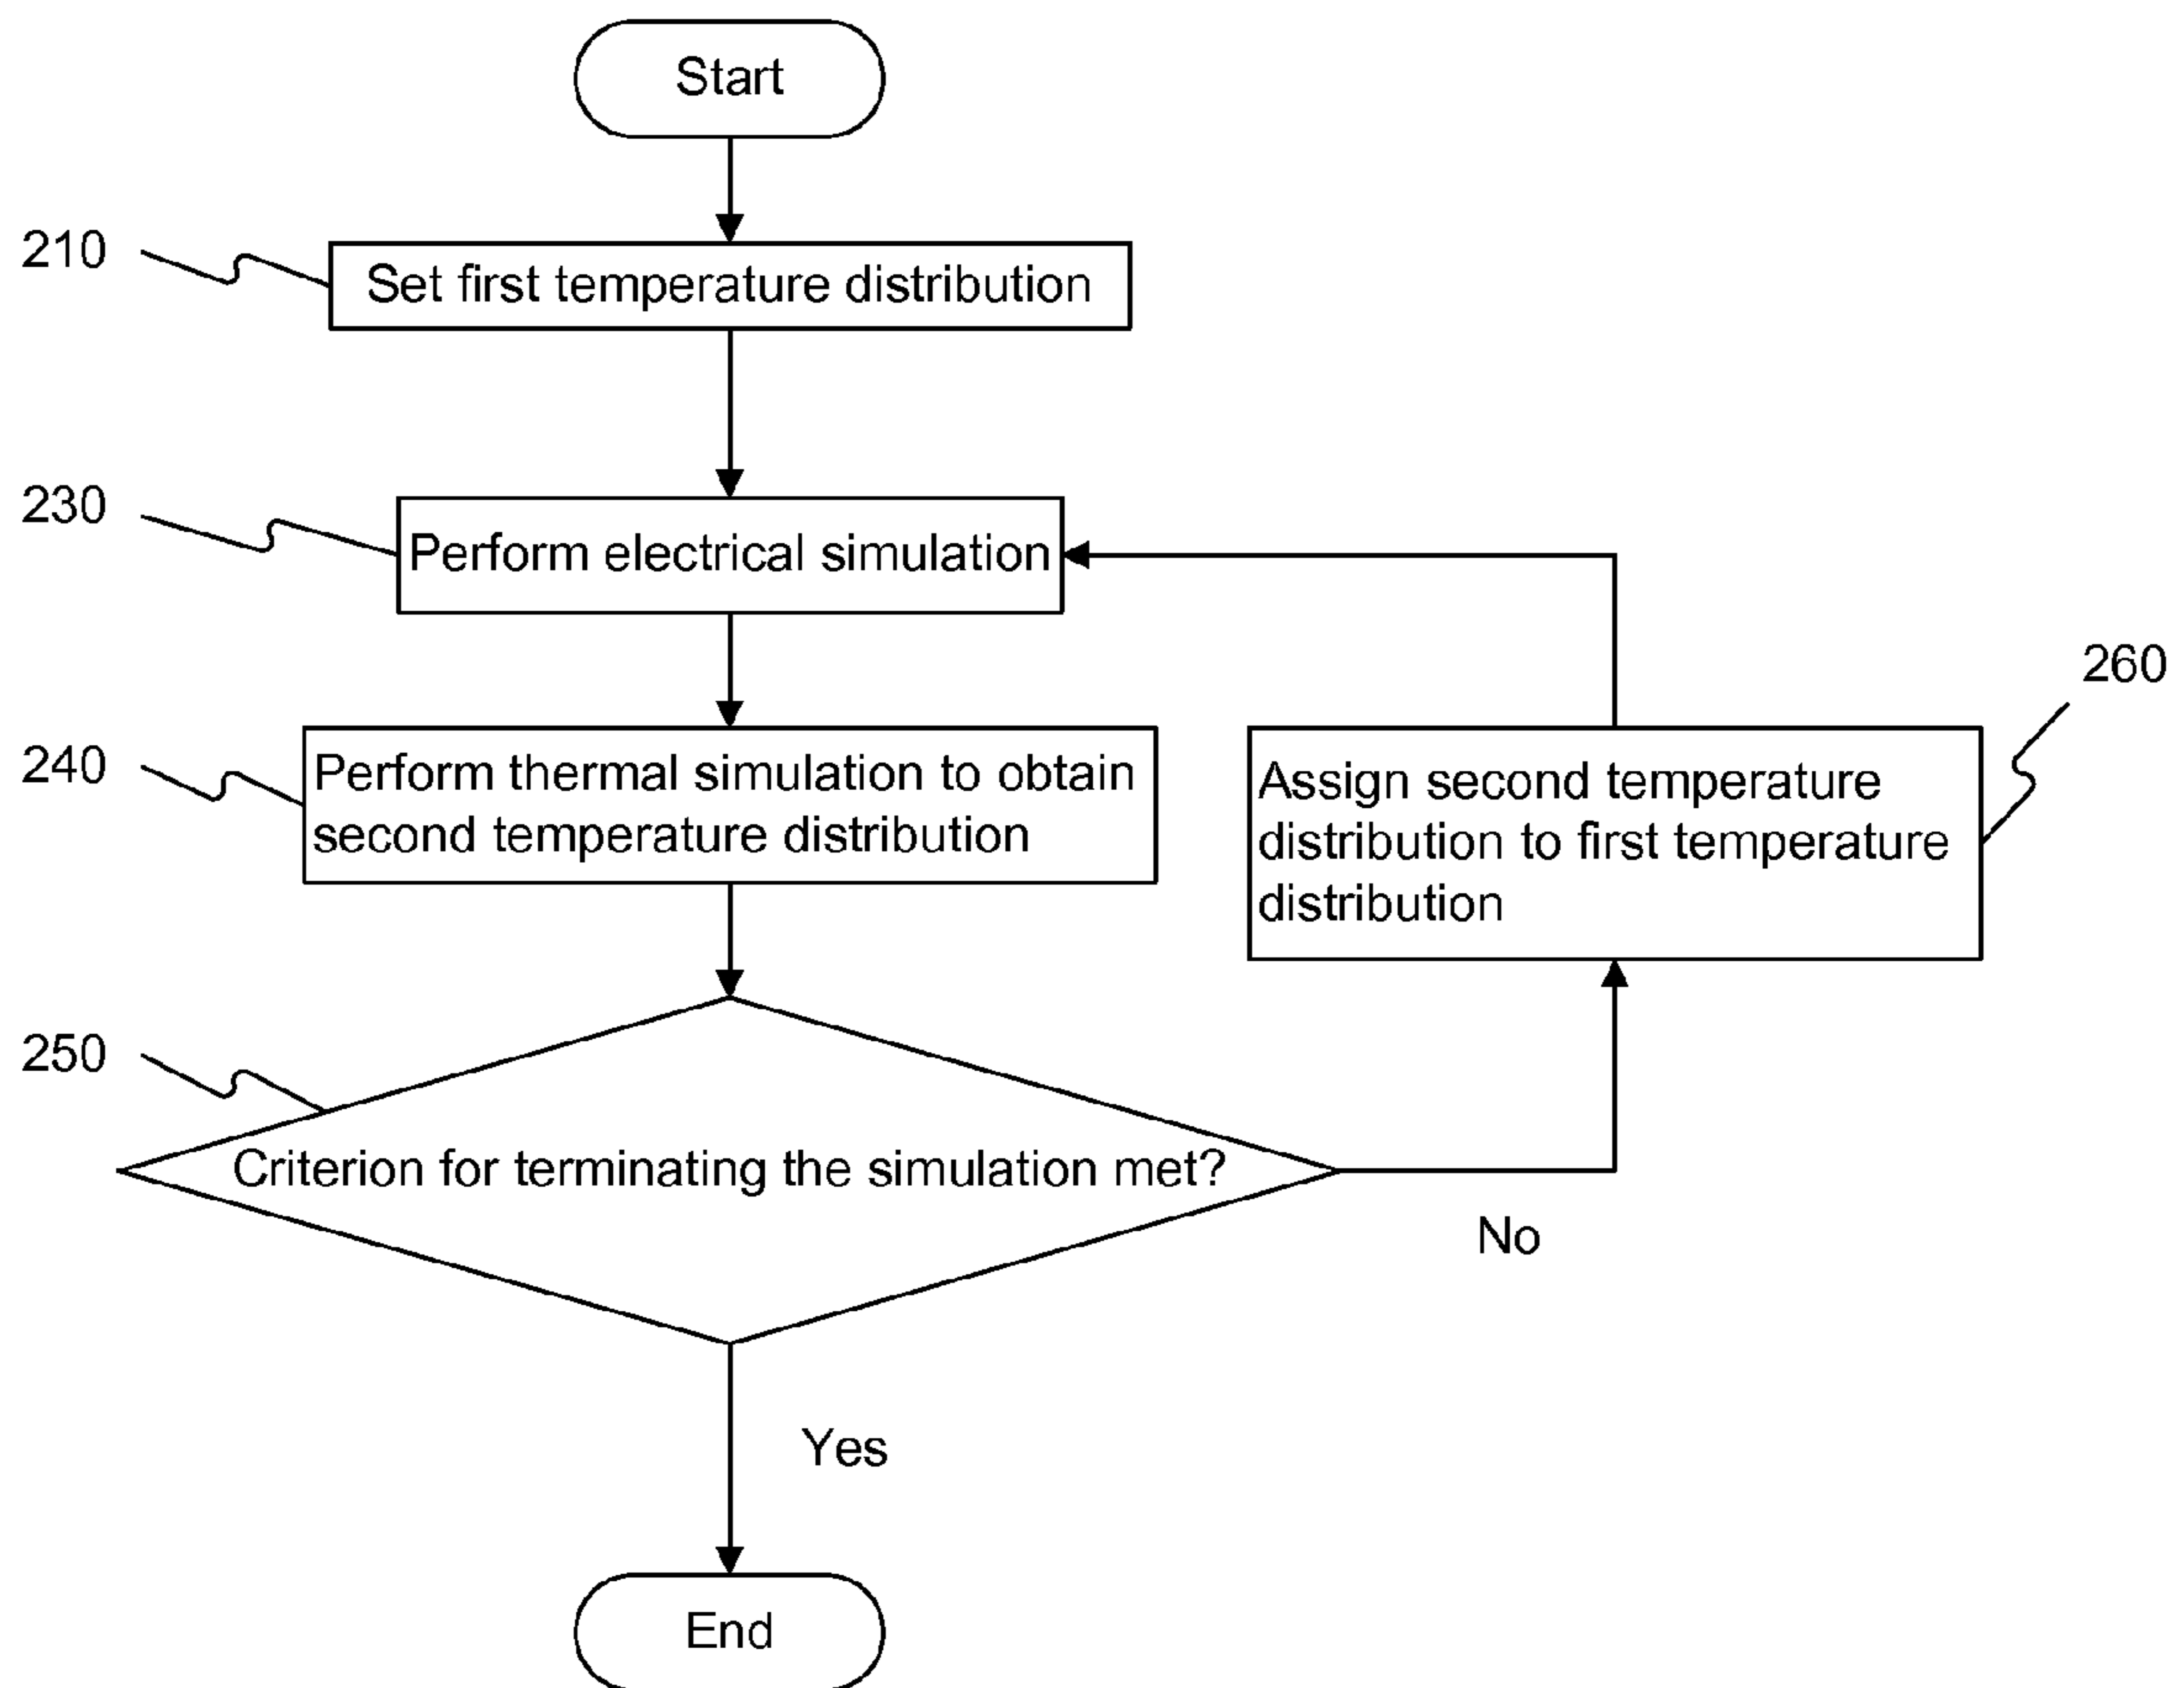 Start
210
Set first temperature distribution
230
Perform electrical simulation
260
240
Perform thermal simulation to obtain
second temperature distribution
Assign second temperature
distribution to first temperature
distribution
250
Criterion for terminating the simulation met?
No
Yes
End